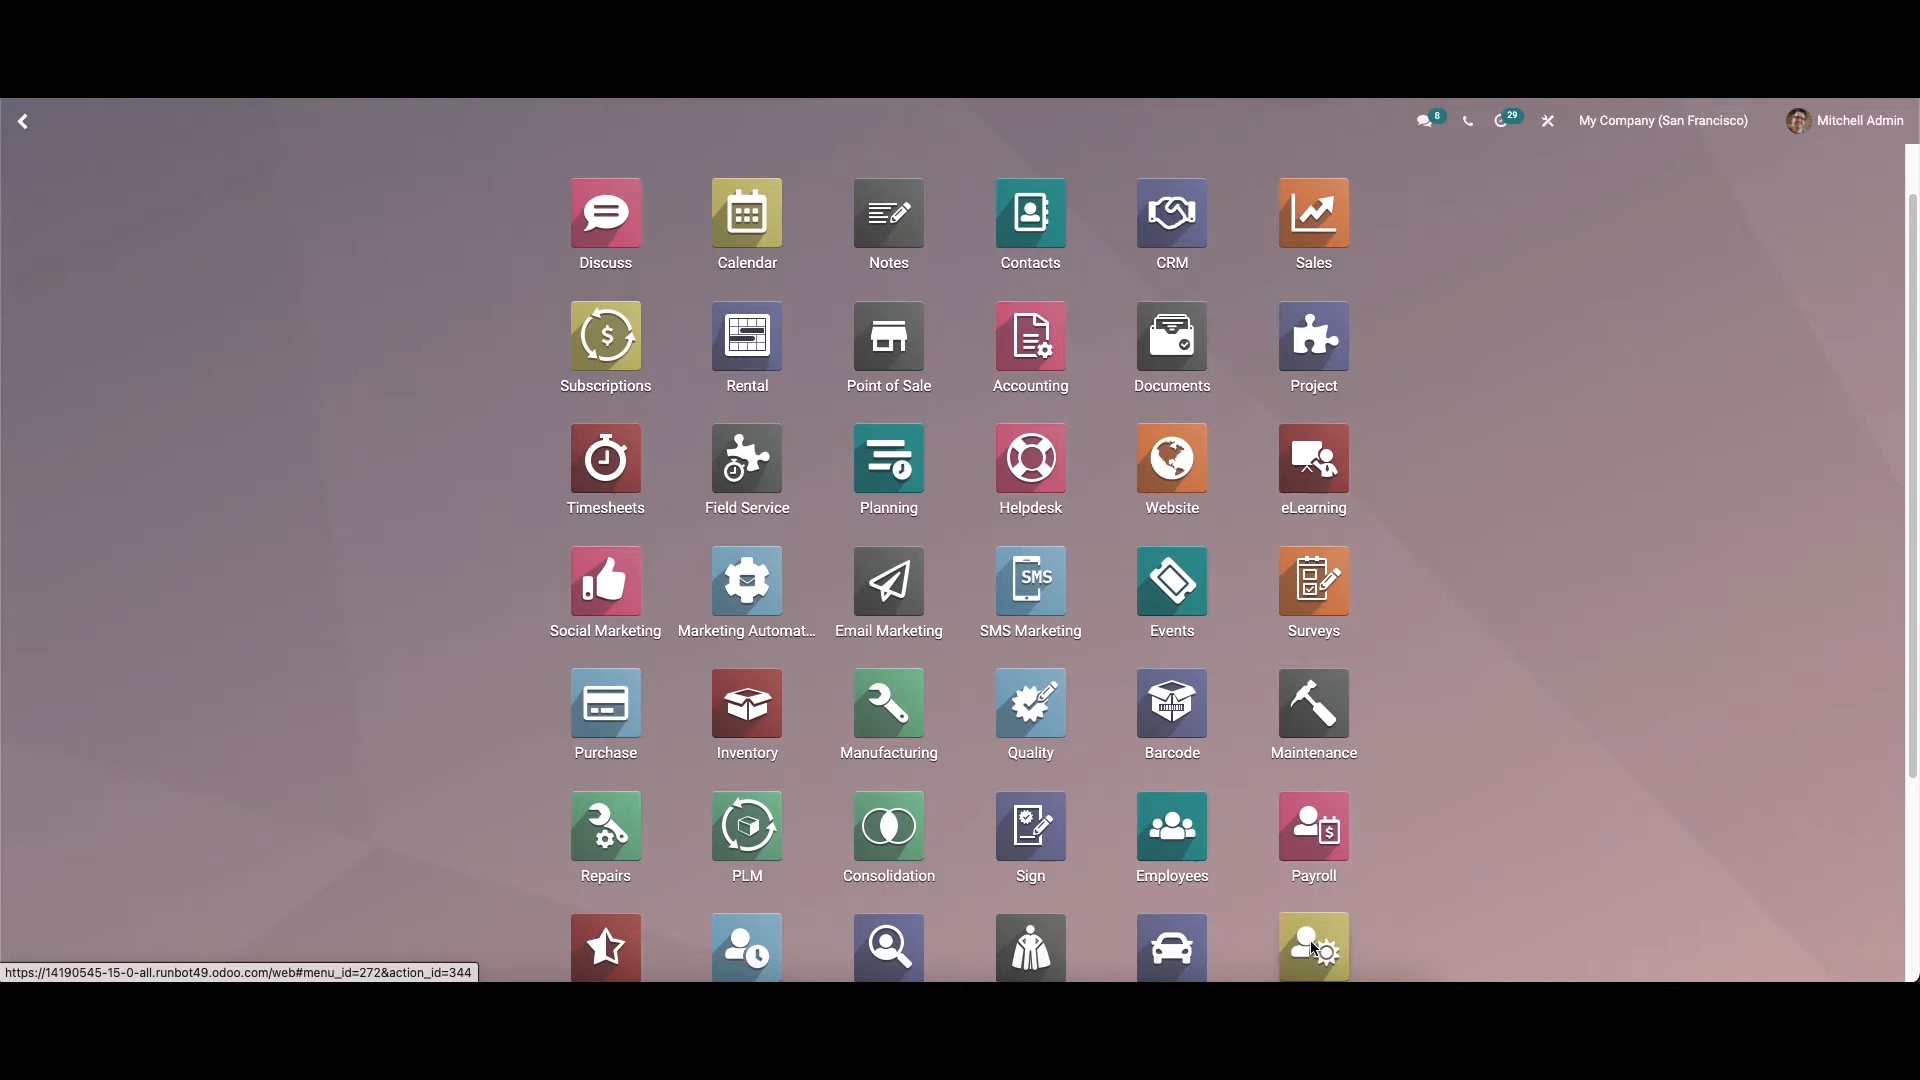 8
29
My Company (San Francisco)
Mitchell Admin
Discuss
Calendar
Notes
Contacts
CRM
Sales
$
Subscriptions
Rental
Point of Sale
Accounting
Documents
Project
Timesheets
Field Service
Planning
Helpdesk
Website
eLearning
SMS
Social Marketing
Marketing Automat...
Email Marketing
SMS Marketing
Events
Surveys
Purchase
Inventory
Manufacturing
Quality
Barcode
Maintenance
$
Repairs
PLM
Consolidation
Sign
Employees
Payroll
https://14190545-15-0-all.runbot49.odoo.com/web#menu_id=272&action_id=344